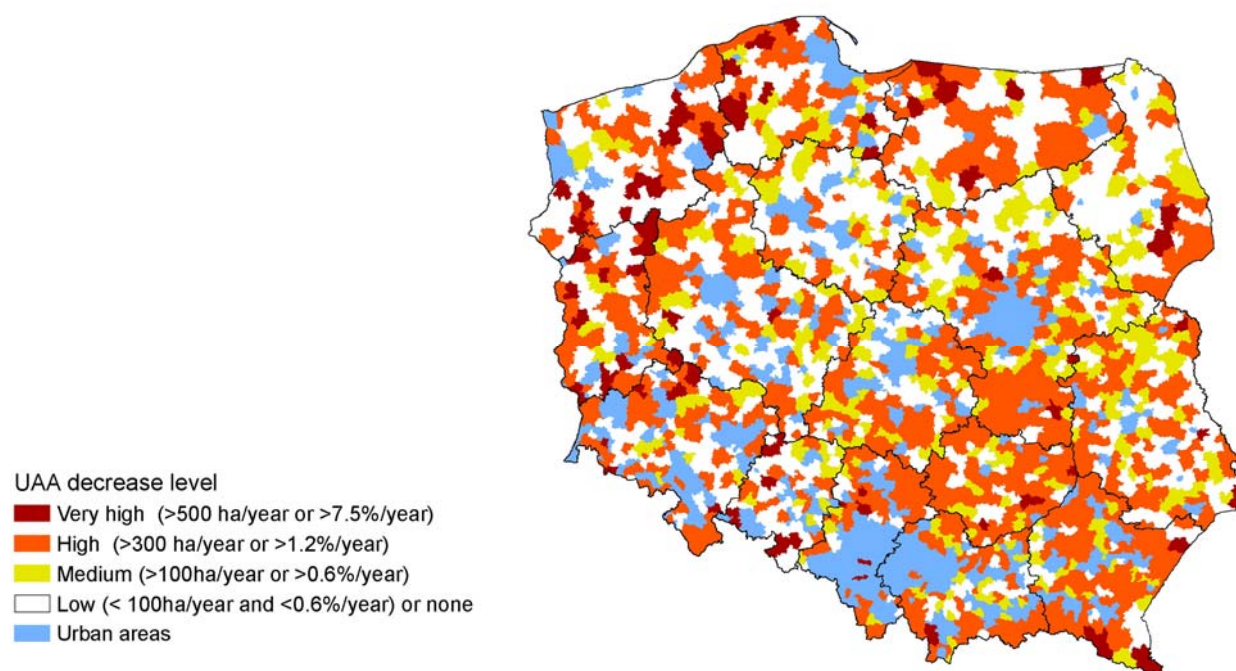 UAA decrease level
Very high (>500 ha/year or >7.5%/year)
High (>300 ha/year or >1.2%/year)
Medium (>100ha/year or >0.6%/year)
Low (< 100ha/year and <0.6%/year) or none
Urban areas